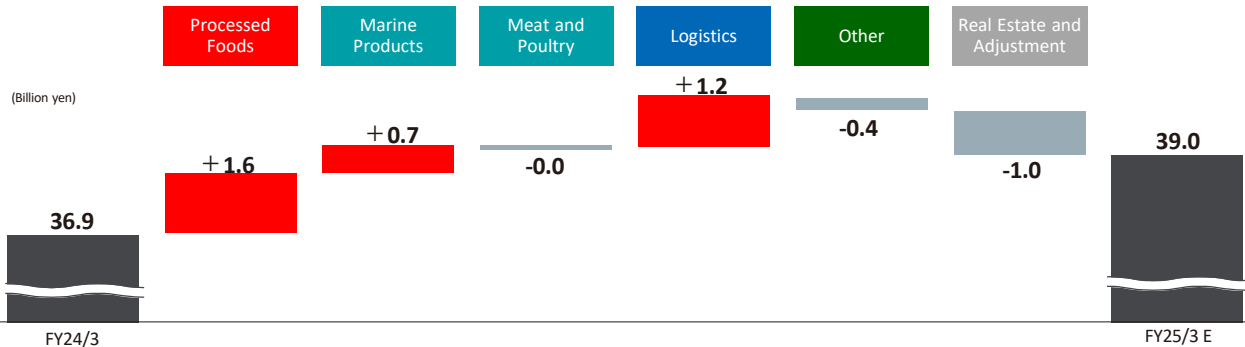 Processed
Foods
Marine
Products
Meat and
Poultry
Logistics
Other
Real Estate and
Adjustment
(Billion yen)
36.9
＋1.6
＋0.7
-0.0
＋1.2
-0.4
-1.0
39.0
FY24/3
FY25/3 E